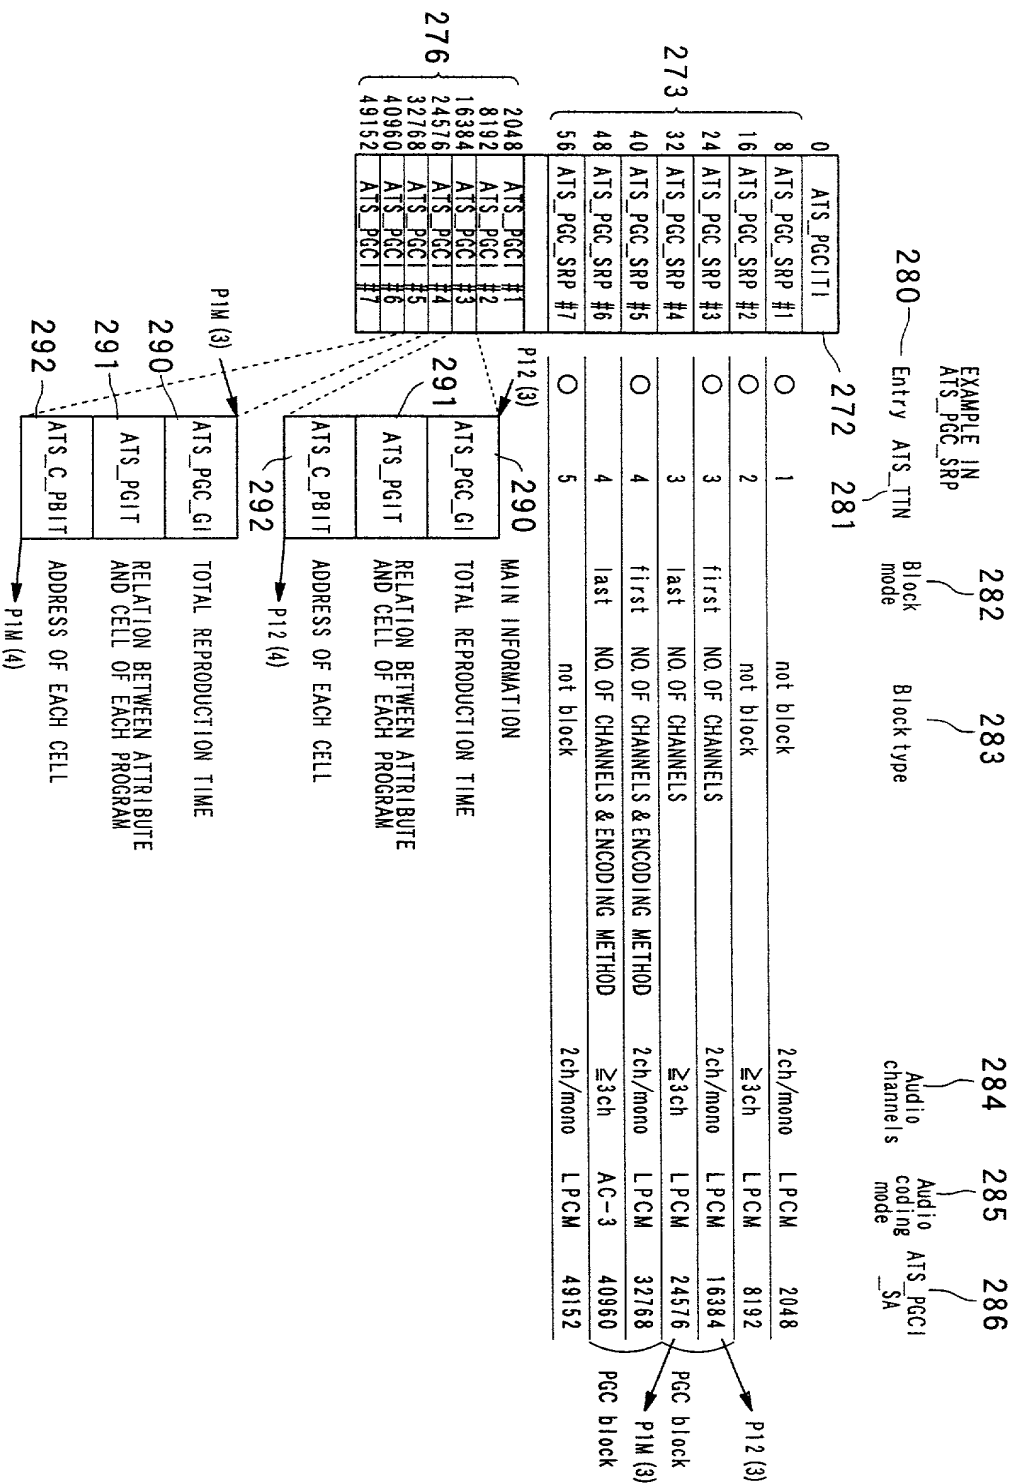 EXAMPLE IN
ATS_PGC_SRP
280
Entry
281
ATS_TTN
282
Block
mode
283
Block type
284
Audio
channels
285
Audio
coding
mode
286
ATS_PGCI
_SA
272
0 ATS_PGCITI
273
8 ATS_PGC_SRP #1 ○ 1 not block 2ch/mono LPCM 2048
16 ATS_PGC_SRP #2 ○ 2 not block ≧3ch LPCM 8192
24 ATS_PGC_SRP #3 ○ 3 first NO. OF CHANNELS 2ch/mono LPCM 16384
32 ATS_PGC_SRP #4 3 last NO. OF CHANNELS ≧3ch LPCM 24576
40 ATS_PGC_SRP #5 ○ 4 first NO. OF CHANNELS & ENCODING METHOD 2ch/mono LPCM 32768
48 ATS_PGC_SRP #6 4 last NO. OF CHANNELS & ENCODING METHOD ≧3ch AC-3 40960
56 ATS_PGC_SRP #7 ○ 5 not block 2ch/mono LPCM 49152
P12 (3)
PGC block
P1M (3)
PGC block
276
2048 ATS_PGCI #1
8192 ATS_PGCI #2
16384 ATS_PGCI #3
24576 ATS_PGCI #4
32768 ATS_PGCI #5
40960 ATS_PGCI #6
49152 ATS_PGCI #7
P12 (3)
290
MAIN INFORMATION
ATS_PGC_GI
TOTAL REPRODUCTION TIME
291
ATS_PGIT
RELATION BETWEEN ATTRIBUTE
AND CELL OF EACH PROGRAM
292
ATS_C_PBIT
ADDRESS OF EACH CELL
P12 (4)
P1M (3)
290
ATS_PGC_GI
TOTAL REPRODUCTION TIME
291
ATS_PGIT
RELATION BETWEEN ATTRIBUTE
AND CELL OF EACH PROGRAM
292
ATS_C_PBIT
ADDRESS OF EACH CELL
P1M (4)